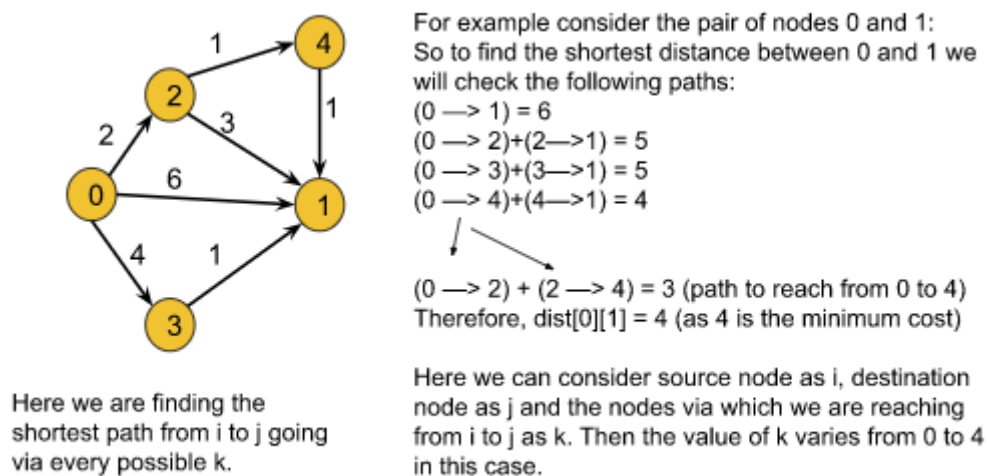 1
4
2
3
1
2
0
6
1
4
1
3
Here we are finding the
shortest path from i to j going
via every possible k.
For example consider the pair of nodes 0 and 1:
So to find the shortest distance between 0 and 1 we
will check the following paths:
(0 —> 1) = 6
(0 —> 2)+(2—>1) = 5
(0 —> 3)+(3—>1) = 5
(0 —> 4)+(4—>1) = 4
(0 —> 2) + (2 —> 4) = 3 (path to reach from 0 to 4)
Therefore, dist[0][1] = 4 (as 4 is the minimum cost)
Here we can consider source node as i, destination
node as j and the nodes via which we are reaching
from i to j as k. Then the value of k varies from 0 to 4
in this case.